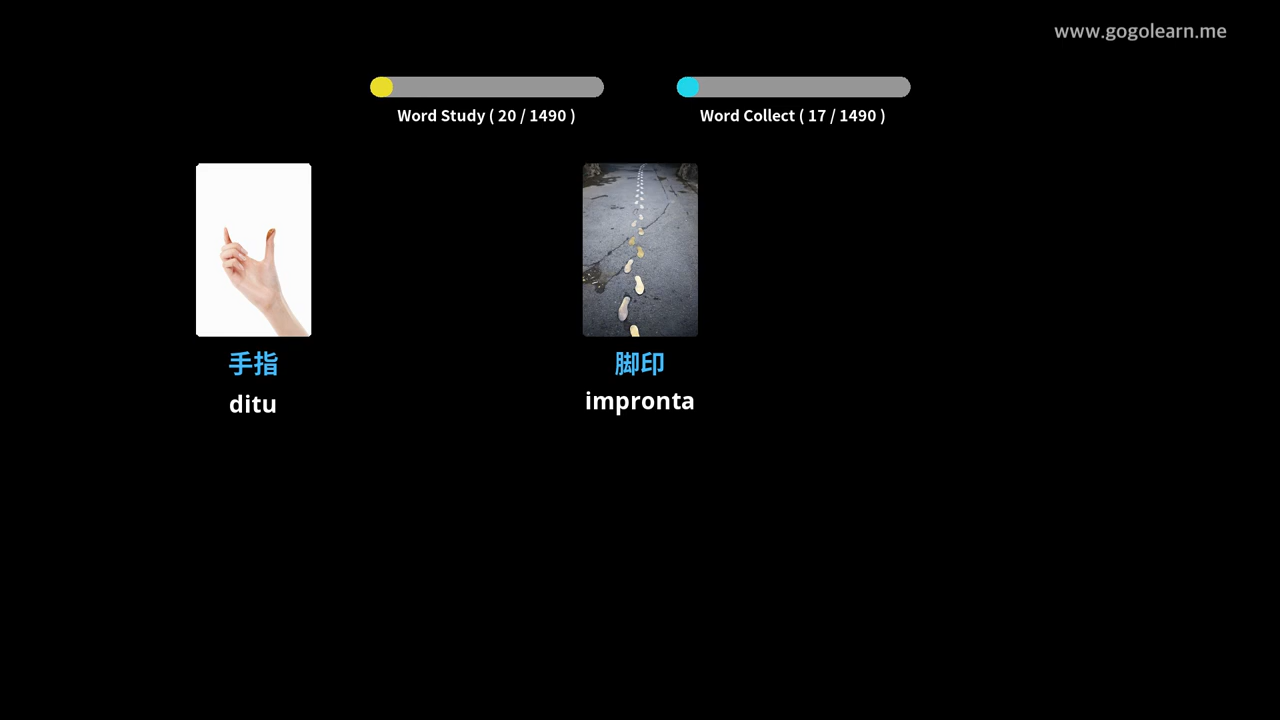 www.gogolearn.me
Word Study ( 20 / 1490 )
Word Collect ( 17 / 1490 )
手指
ditu
脚印
impronta